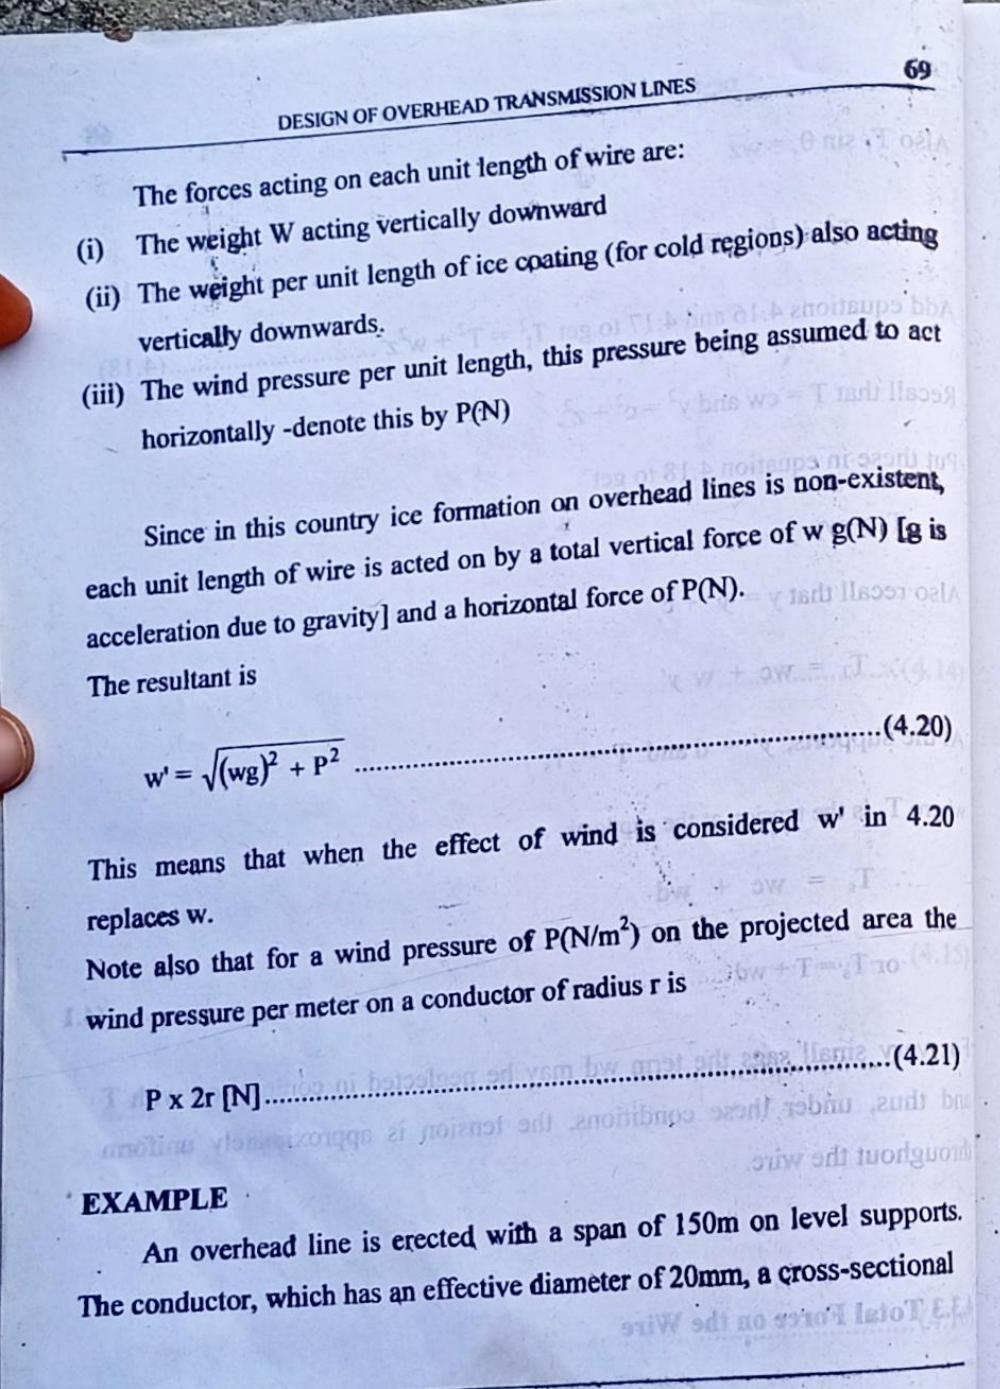 69
DESIGN OF OVERHEAD TRANSMISSION LINES
The forces acting on each unit length of wire are:
(i) The weight W acting vertically downward
(ii) The weight per unit length of ice coating (for cold regions) also acting
vertically downwards.
(iii) The wind pressure per unit length, this pressure being assumed to act
horizontally -denote this by P(N)
Since in this country ice formation on overhead lines is non-existent,
each unit length of wire is acted on by a total vertical force of w g(N) [g is
acceleration due to gravity] and a horizontal force of P(N).
The resultant is
w' = √((wg)² + P²) ..........(4.20)
This means that when the effect of wind is considered w' in 4.20
replaces w.
Note also that for a wind pressure of P(N/m²) on the projected area the
wind pressure per meter on a conductor of radius r is
P x 2r [N]..........(4.21)
EXAMPLE
An overhead line is erected with a span of 150m on level supports.
The conductor, which has an effective diameter of 20mm, a cross-sectional